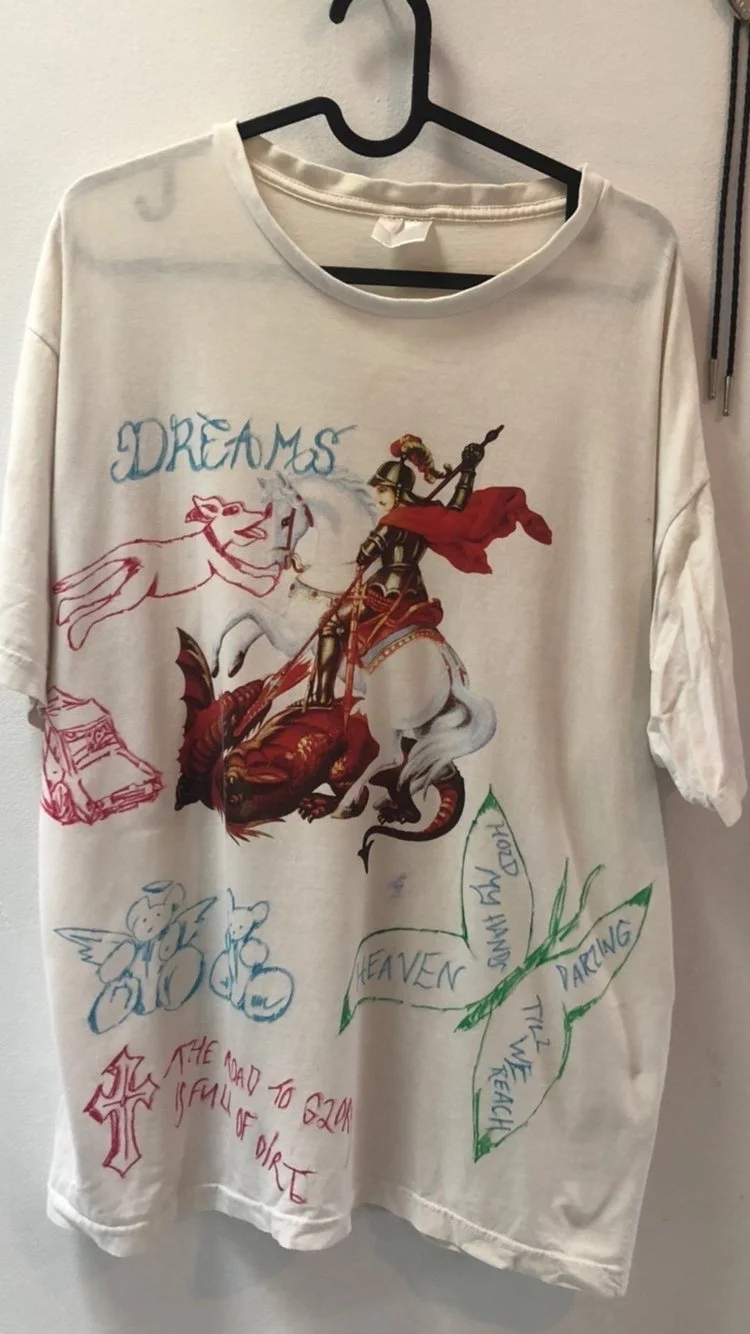 DREAMS
HOLD
MY HANDS
HEAVEN
DARLING
TILL
WE
REACH
THE ROAD TO GLORY
IS FULL OF DIRT